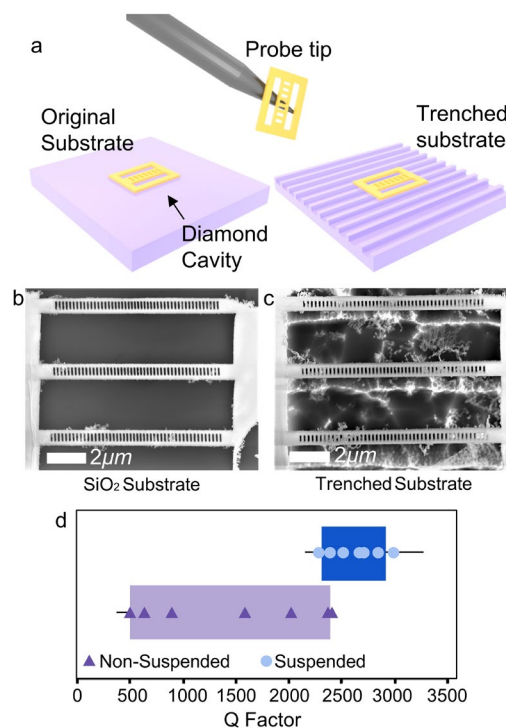 a
Probe tip
Original
Substrate
Trenched
substrate
Diamond
Cavity
b
c
2μm
2μm
SiO₂ Substrate
Trenched Substrate
d
Non-Suspended
Suspended
0
500
1000
1500
2000
2500
3000
3500
Q Factor